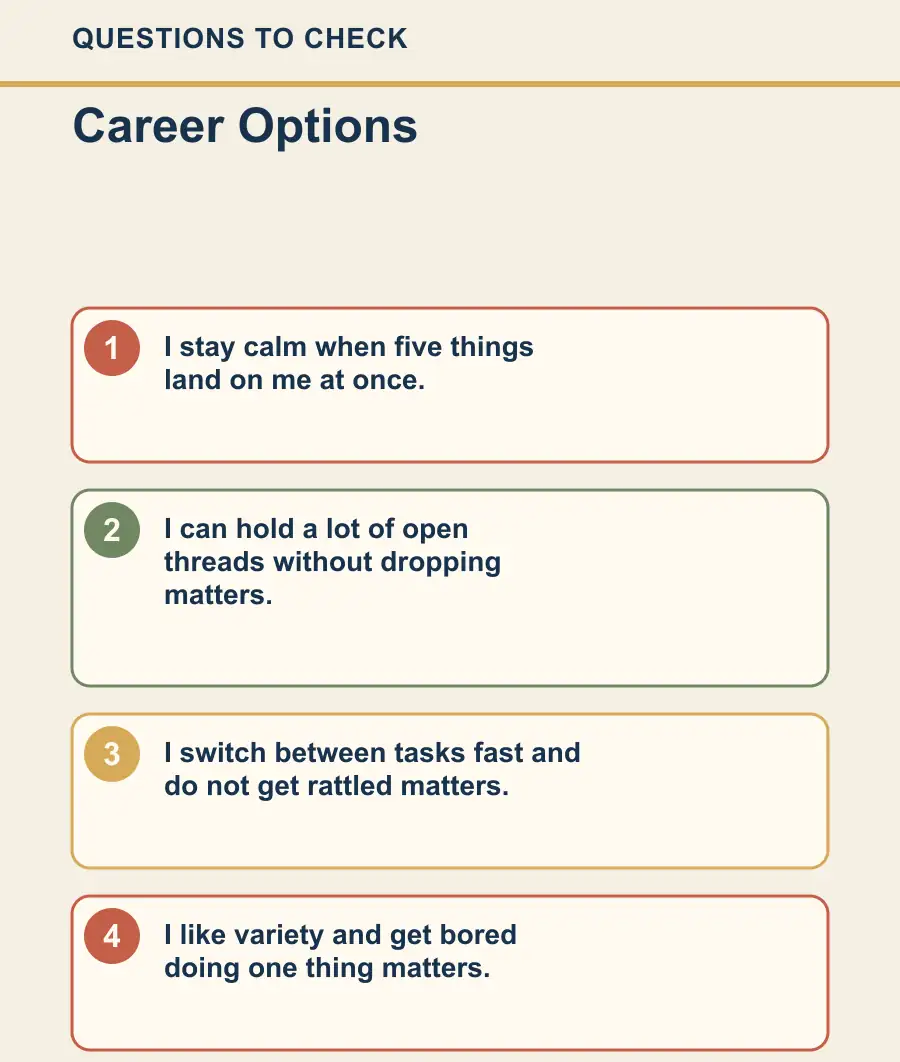 QUESTIONS TO CHECK
Career Options
1
I stay calm when five things
land on me at once.
2
I can hold a lot of open
threads without dropping
matters.
3
I switch between tasks fast and
do not get rattled matters.
4
I like variety and get bored
doing one thing matters.